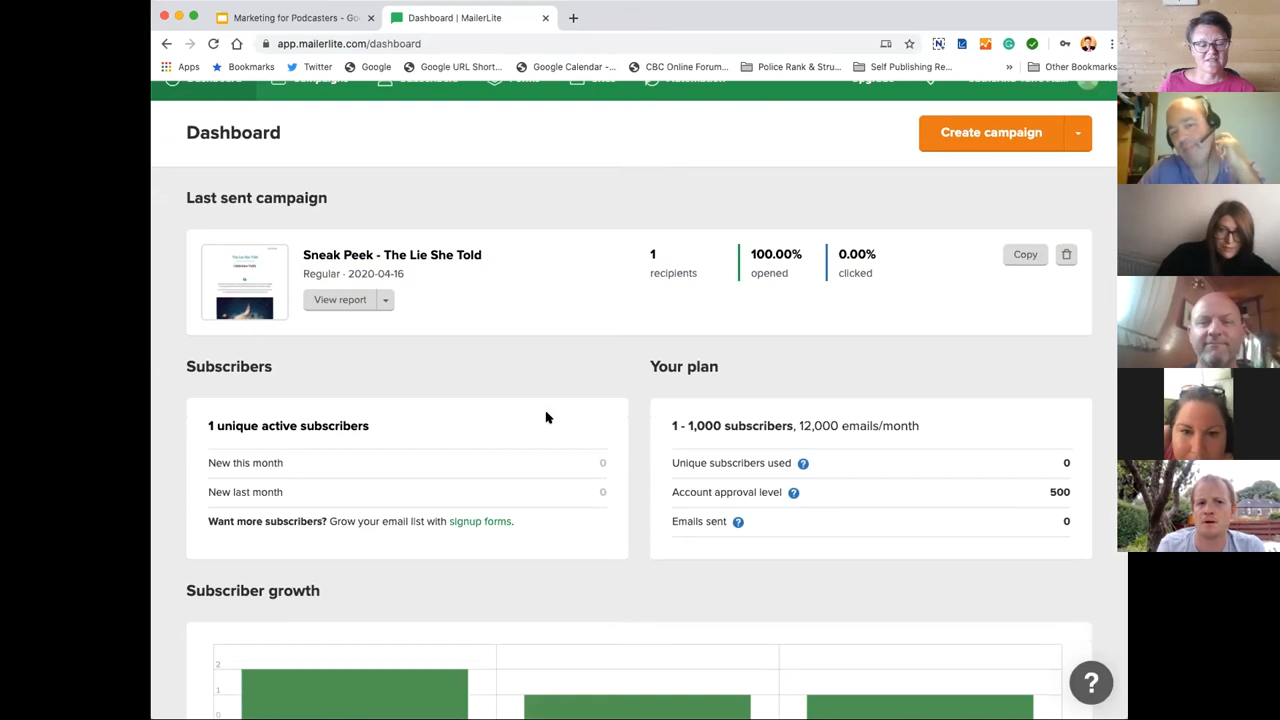 Marketing for Podcasters - Go
Dashboard | MailerLite
app.mailerlite.com/dashboard
Apps
Bookmarks
Twitter
Google
Google URL Short...
Google Calendar -...
CBC Online Forum...
Police Rank & Stru...
Self Publishing Re...
»
Other Bookmarks
Dashboard
Create campaign
Last sent campaign
Sneak Peek - The Lie She Told
Regular · 2020-04-16
View report
1
recipients
100.00%
opened
0.00%
clicked
Copy
Subscribers
Your plan
1 unique active subscribers
New this month 0
New last month 0
Want more subscribers? Grow your email list with signup forms.
1 - 1,000 subscribers, 12,000 emails/month
Unique subscribers used ? 0
Account approval level ? 500
Emails sent ? 0
Subscriber growth
2
1
0
?